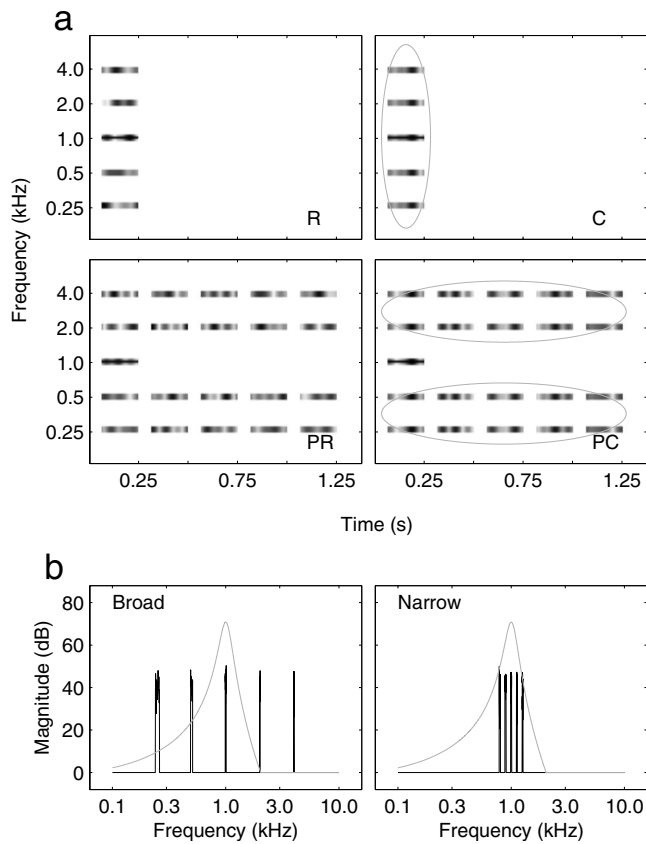 a
Frequency (kHz)
4.0
2.0
1.0
0.5
0.25
R
C
4.0
2.0
1.0
0.5
0.25
PR
PC
0.25 0.75 1.25
0.25 0.75 1.25
Time (s)
b
Magnitude (dB)
80
60
40
20
0
Broad
Narrow
0.1 0.3 1.0 3.0 10.0
0.1 0.3 1.0 3.0 10.0
Frequency (kHz)
Frequency (kHz)